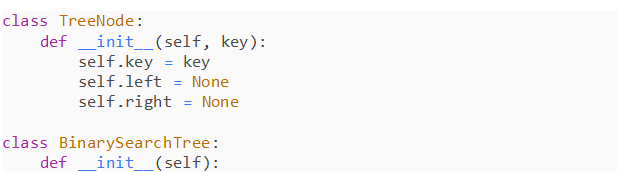 class TreeNode:
    def __init__(self, key):
        self.key = key
        self.left = None
        self.right = None

class BinarySearchTree:
    def __init__(self):